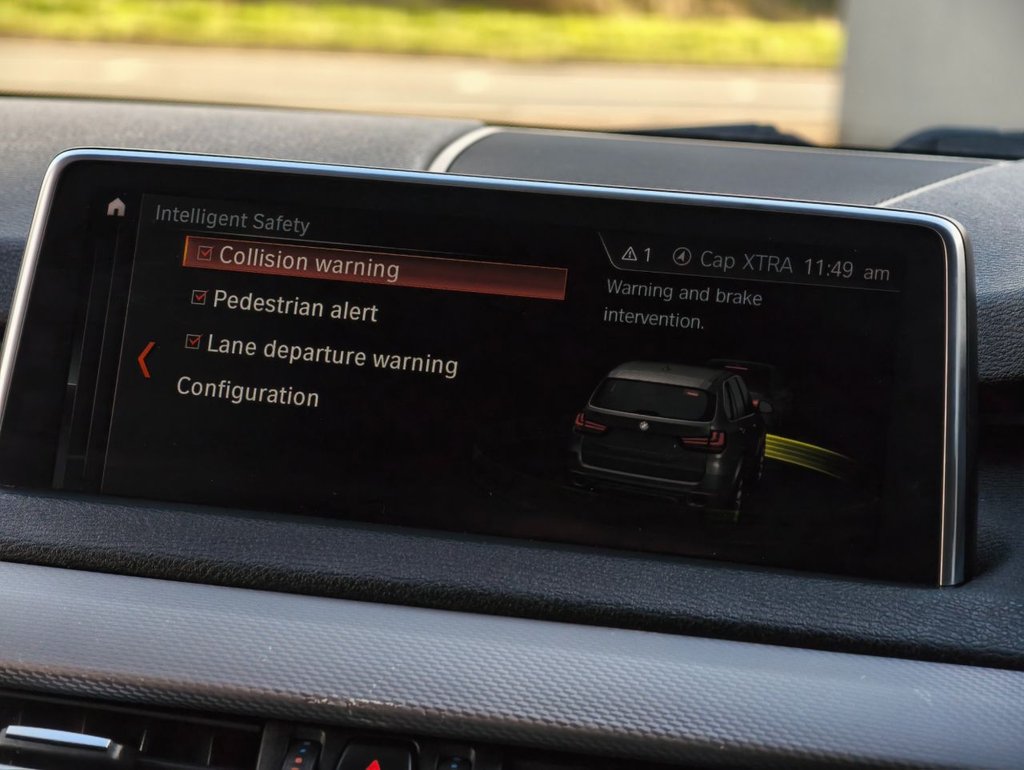 Intelligent Safety
1 Cap XTRA 11:49 am
Collision warning
Pedestrian alert
Lane departure warning
Configuration
Warning and brake
intervention.